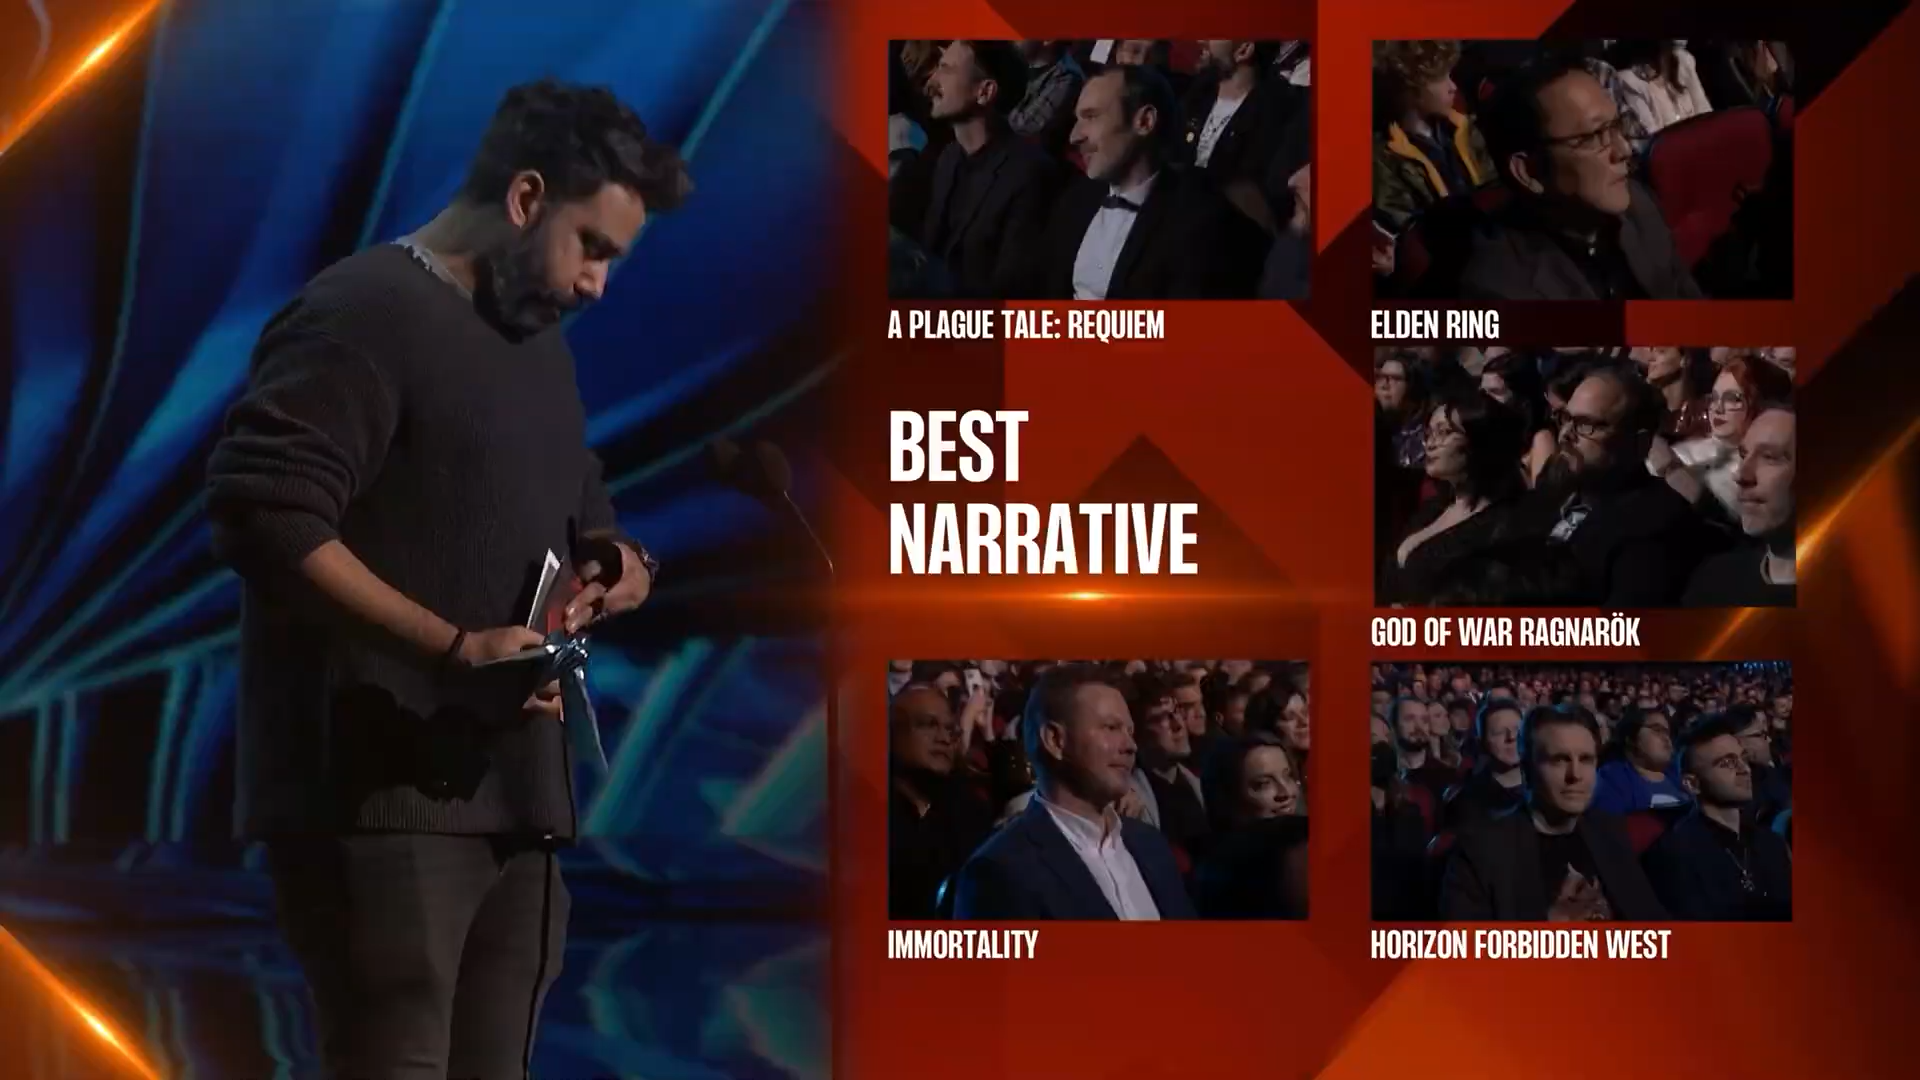 A PLAGUE TALE: REQUIEM
ELDEN RING
BEST
NARRATIVE
GOD OF WAR RAGNARÖK
IMMORTALITY
HORIZON FORBIDDEN WEST